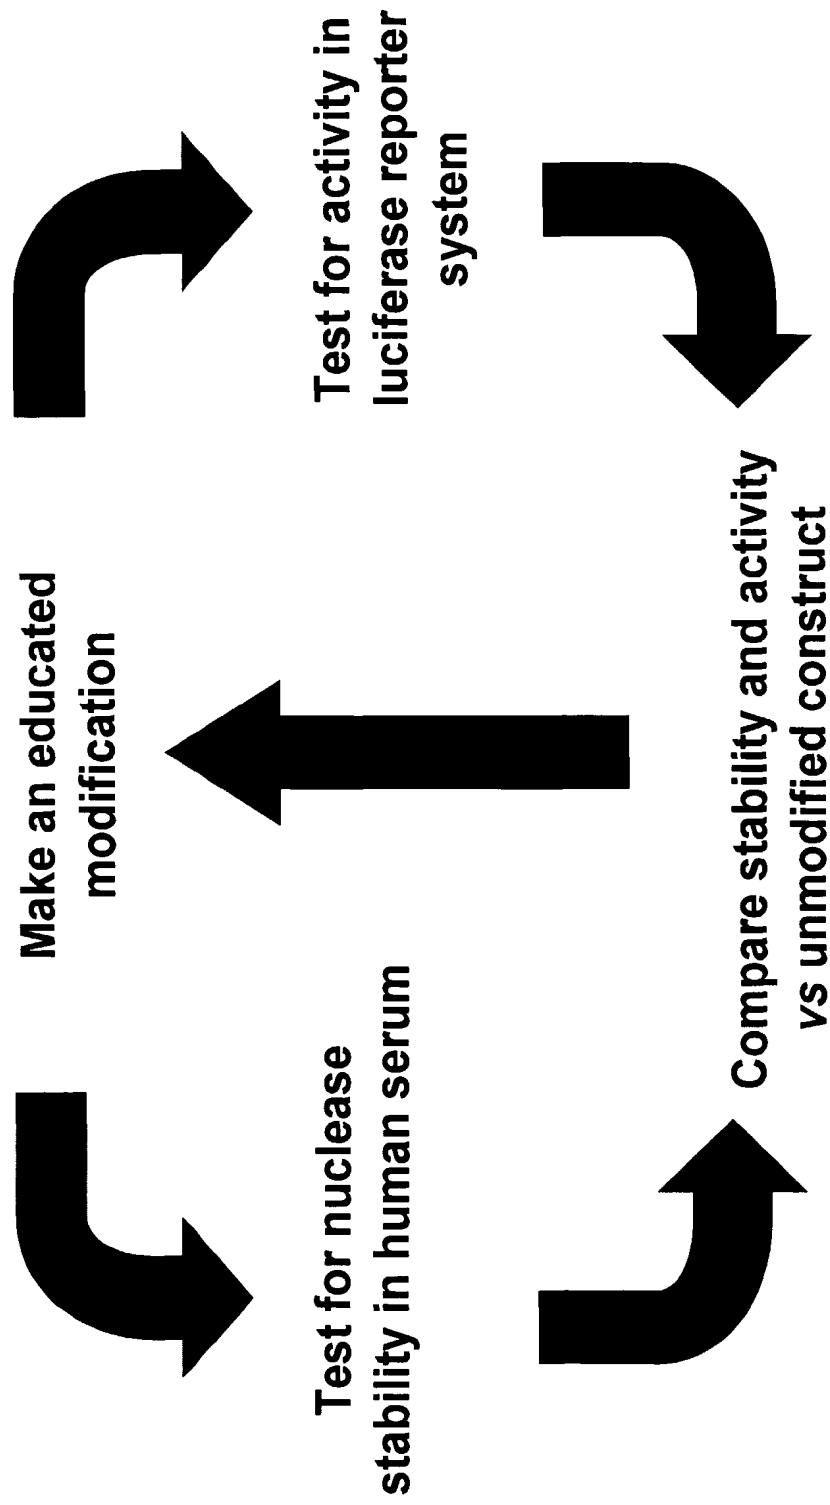 Make an educated
modification
Test for nuclease
stability in human serum
Test for activity in
luciferase reporter
system
Compare stability and activity
vs unmodified construct